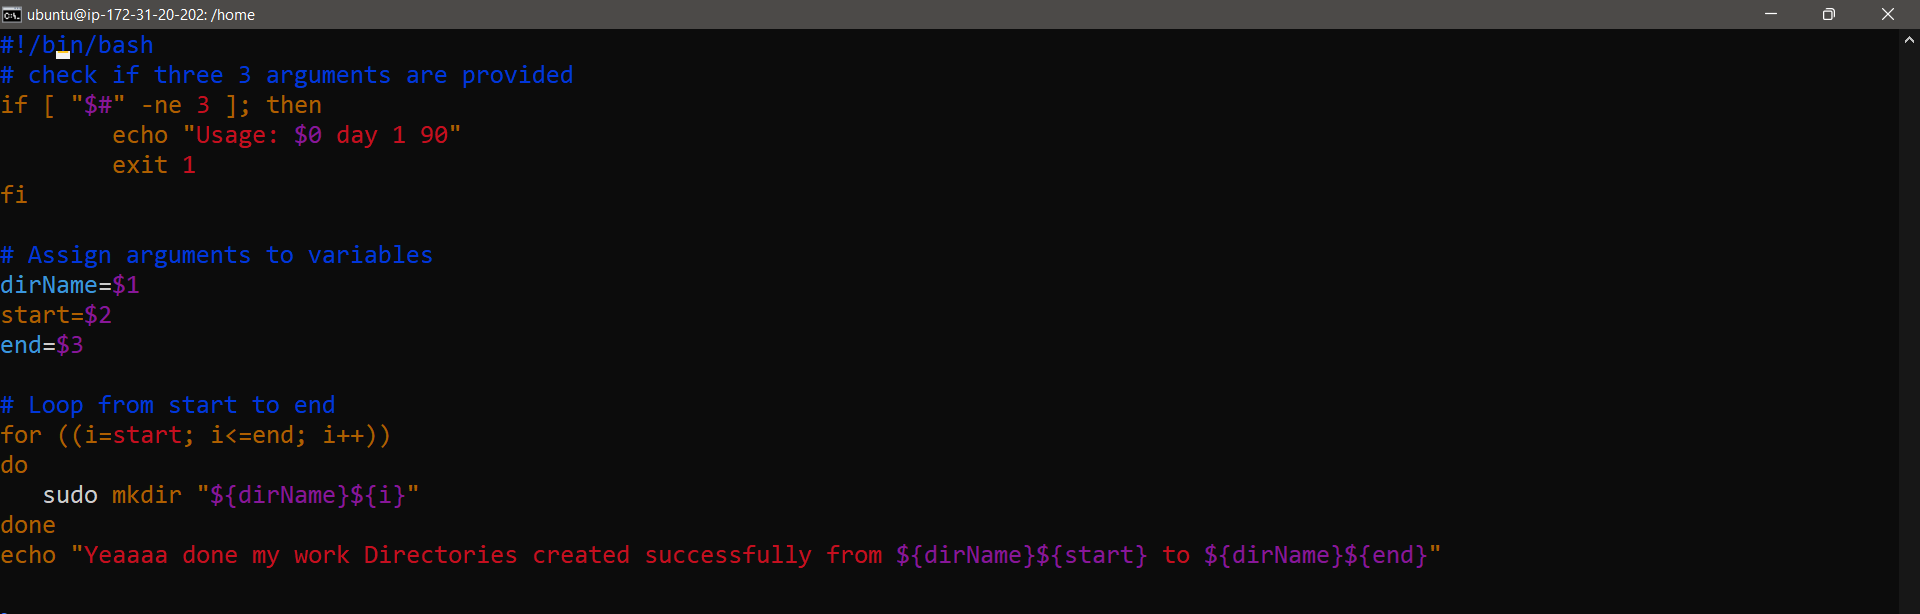 ubuntu@ip-172-31-20-202: /home
#!/bin/bash
# check if three 3 arguments are provided
if [ "$#" -ne 3 ]; then
        echo "Usage: $0 day 1 90"
        exit 1
fi

# Assign arguments to variables
dirName=$1
start=$2
end=$3

# Loop from start to end
for ((i=start; i<=end; i++))
do
   sudo mkdir "${dirName}${i}"
done
echo "Yeaaaa done my work Directories created successfully from ${dirName}${start} to ${dirName}${end}"